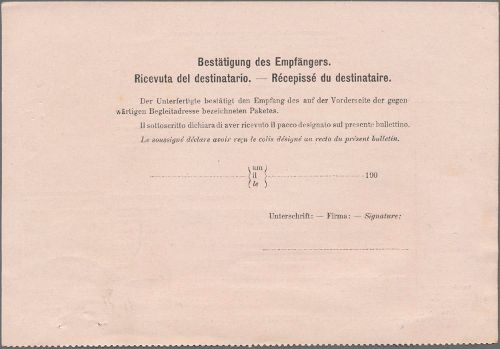 Bestätigung des Empfängers.
Ricevuta del destinatario. — Récepissé du destinataire.
Der Unterfertigte bestätigt den Empfang des auf der Vorderseite der gegen
wärtigen Begleitadresse bezeichneten Paketes.
Il sottoscritto dichiara di aver ricevuto il pacco designato sul presente bullettino.
Le soussigné déclare avoir reçu le colis désigné au recto du présent bulletin.
am
il
le
190
Unterschrift: — Firma: — Signature: